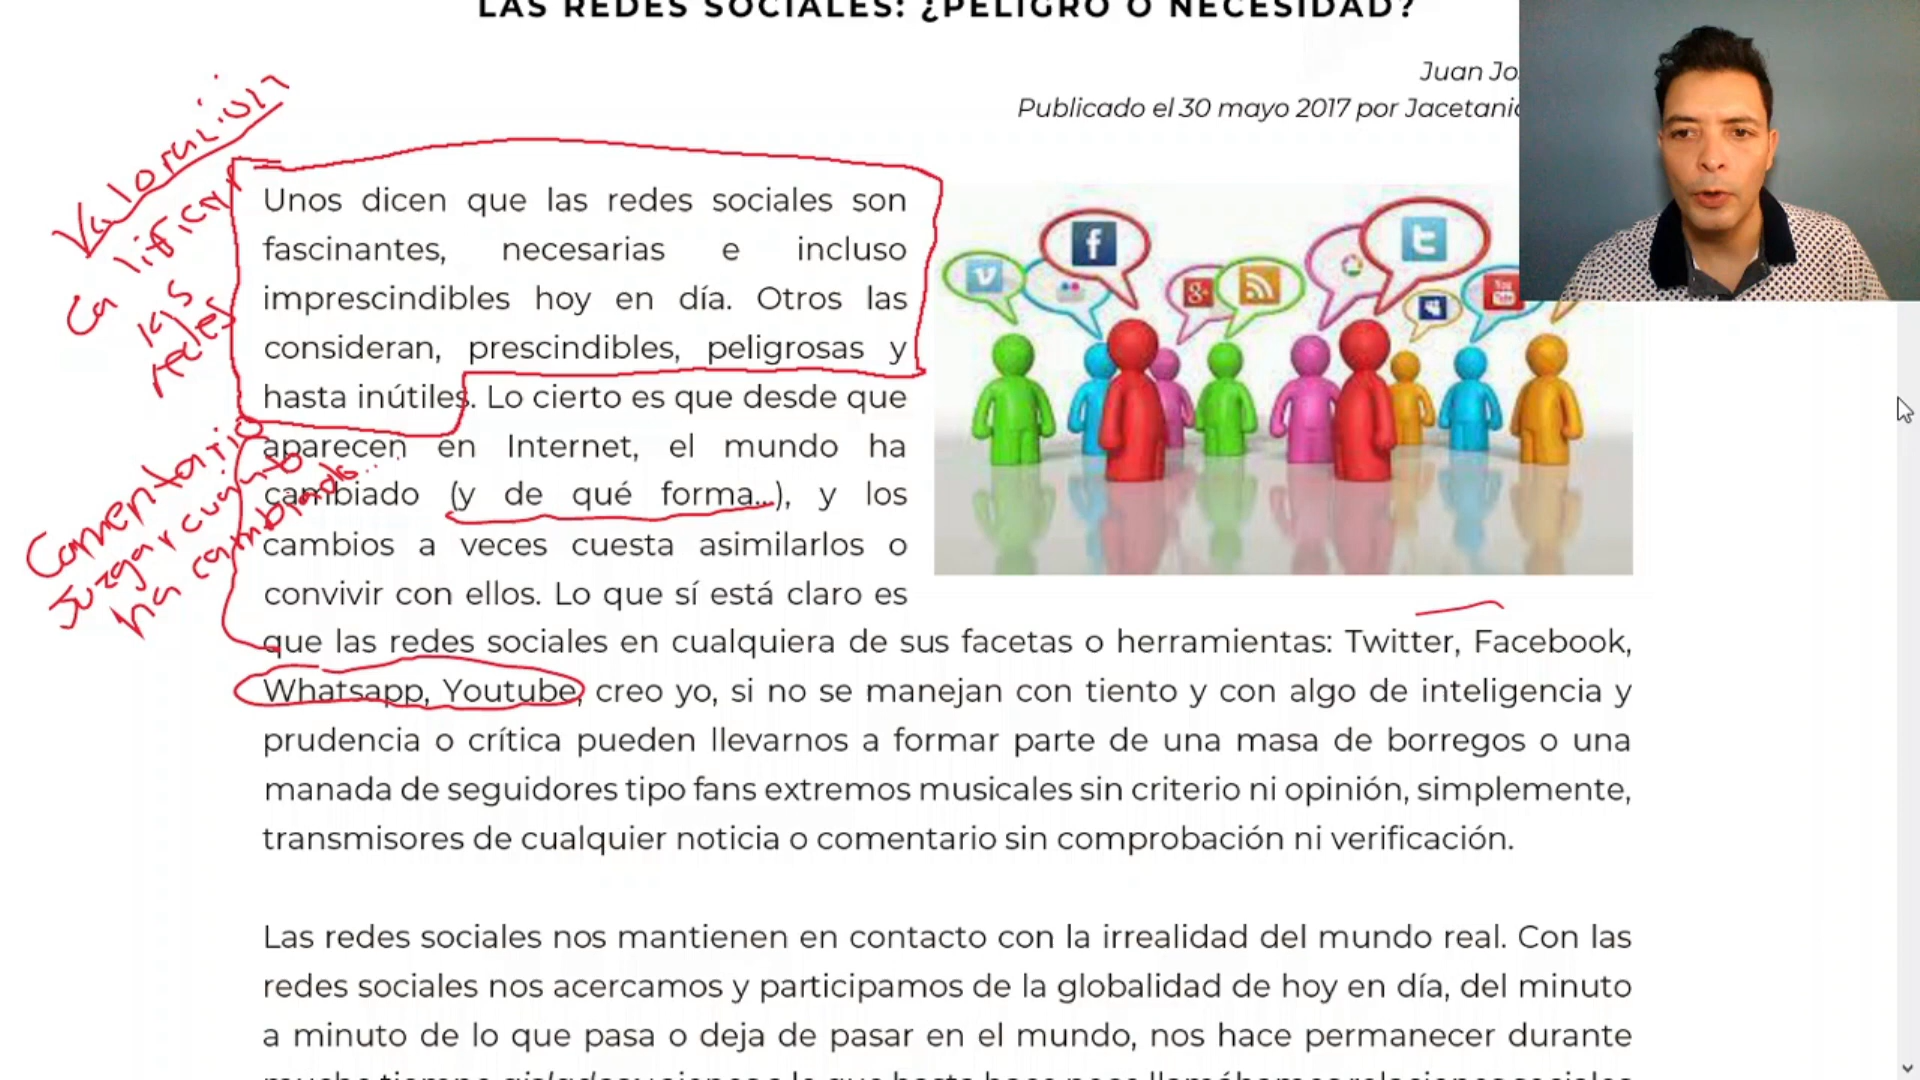 LAS REDES SOCIALES: ¿PELIGRO O NECESIDAD?
Juan Jo
Publicado el 30 mayo 2017 por Jacetani
Valoración
Calificar
las
redes
Unos dicen que las redes sociales son
fascinantes, necesarias e incluso
imprescindibles hoy en día. Otros las
consideran, prescindibles, peligrosas y
hasta inútiles. Lo cierto es que desde que
aparecen en Internet, el mundo ha
cambiado (y de qué forma...), y los
cambios a veces cuesta asimilarlos o
convivir con ellos. Lo que sí está claro es
que las redes sociales en cualquiera de sus facetas o herramientas: Twitter, Facebook,
Whatsapp, Youtube, creo yo, si no se manejan con tiento y con algo de inteligencia y
prudencia o crítica pueden llevarnos a formar parte de una masa de borregos o una
manada de seguidores tipo fans extremos musicales sin criterio ni opinión, simplemente,
transmisores de cualquier noticia o comentario sin comprobación ni verificación.
Comentario
Juzgar cuanto
ha cambiado...
f
t
v
g+
You
Tube
Las redes sociales nos mantienen en contacto con la irrealidad del mundo real. Con las
redes sociales nos acercamos y participamos de la globalidad de hoy en día, del minuto
a minuto de lo que pasa o deja de pasar en el mundo, nos hace permanecer durante